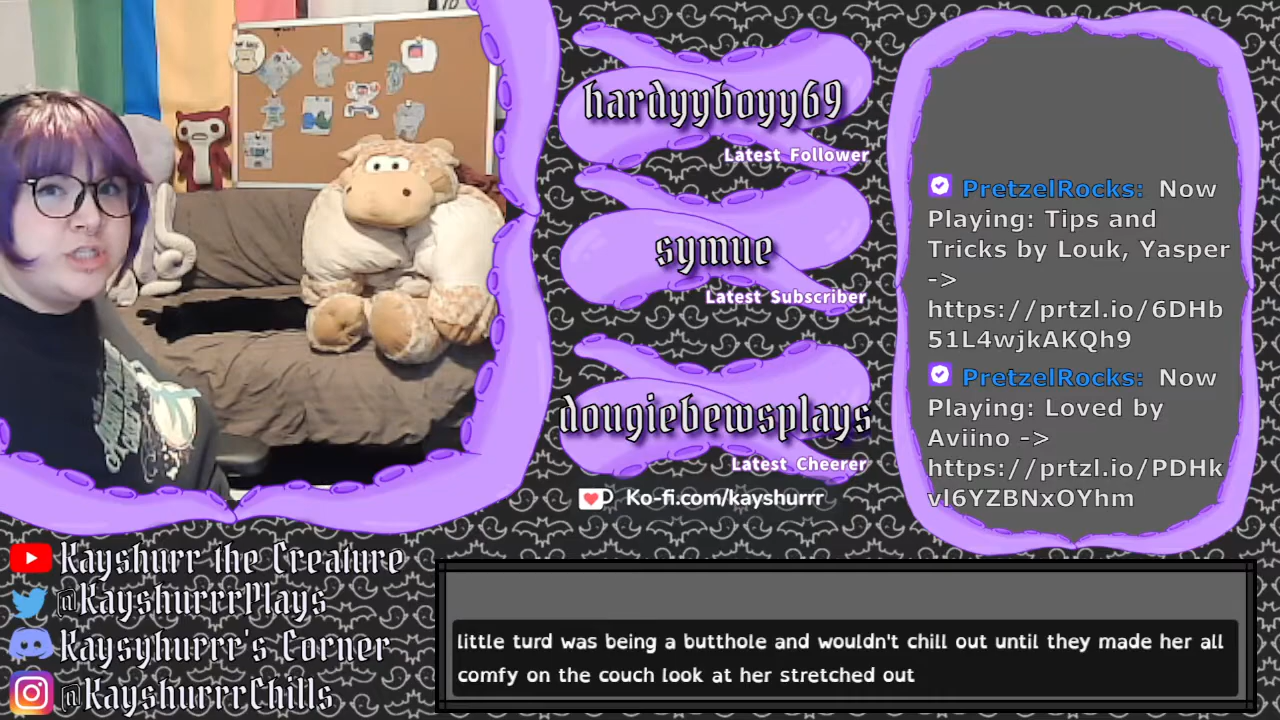 hardyyboyy69
Latest Follower
symue
Latest Subscriber
dougiebewsplays
Latest Cheerer
Ko-fi.com/kayshurrr
PretzelRocks: Now
Playing: Tips and
Tricks by Louk, Yasper
->
https://prtzl.io/6DHb
51L4wjkAKQh9
PretzelRocks: Now
Playing: Loved by
Aviino ->
https://prtzl.io/PDHk
vl6YZBNxOYhm
Kayshurr the Creature
@KayshurrrPlays
Kaysyhurrr's Corner
@KayshurrrChills
little turd was being a butthole and wouldn't chill out until they made her all
comfy on the couch look at her stretched out